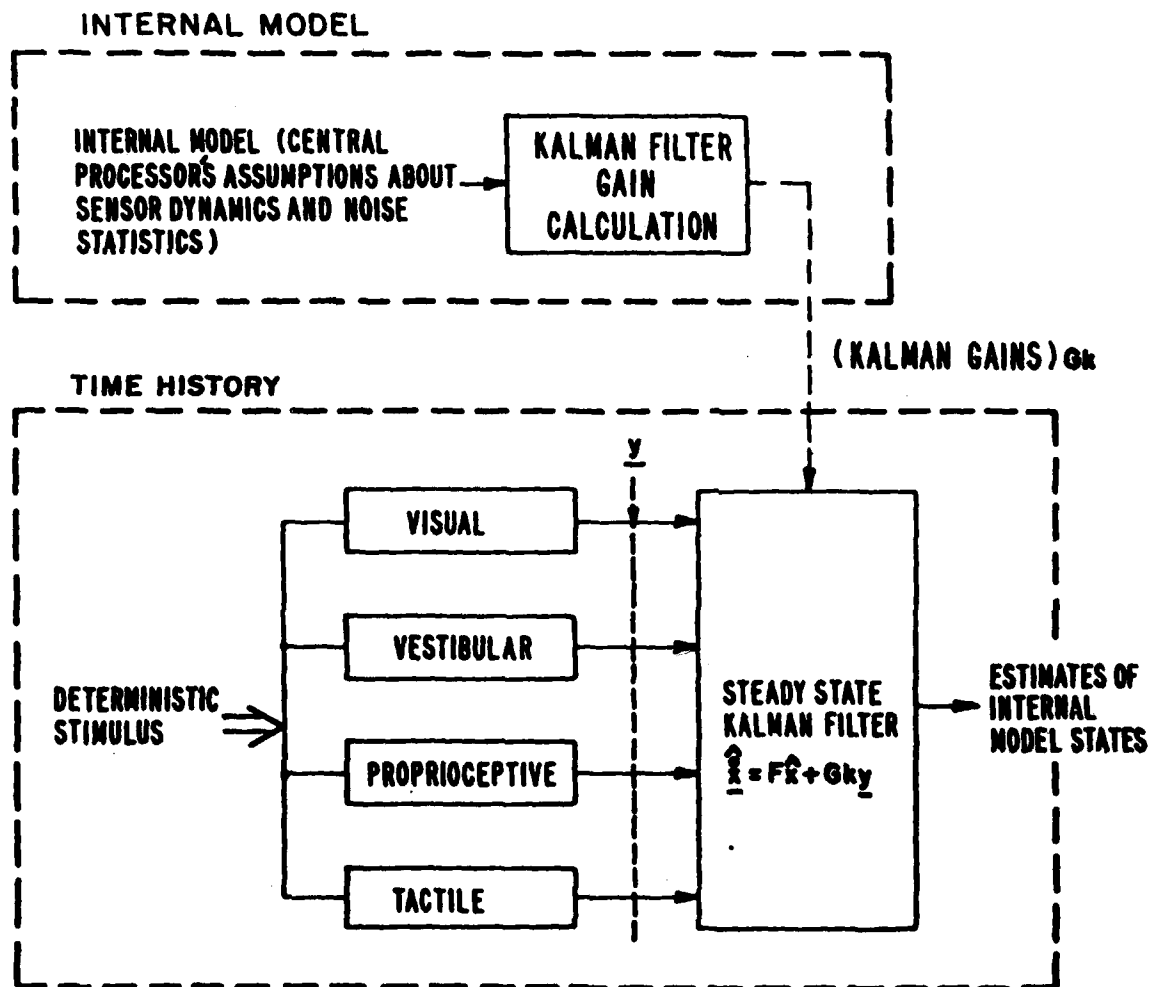 INTERNAL MODEL
INTERNAL MODEL (CENTRAL
PROCESSOR'S ASSUMPTIONS ABOUT
SENSOR DYNAMICS AND NOISE
STATISTICS)
KALMAN FILTER
GAIN
CALCULATION
(KALMAN GAINS) Gk
TIME HISTORY
y
VISUAL
VESTIBULAR
PROPRIOCEPTIVE
TACTILE
DETERMINISTIC
STIMULUS
STEADY STATE
KALMAN FILTER
x̂̇ = Fx̂ + Gky
ESTIMATES OF
INTERNAL
MODEL STATES